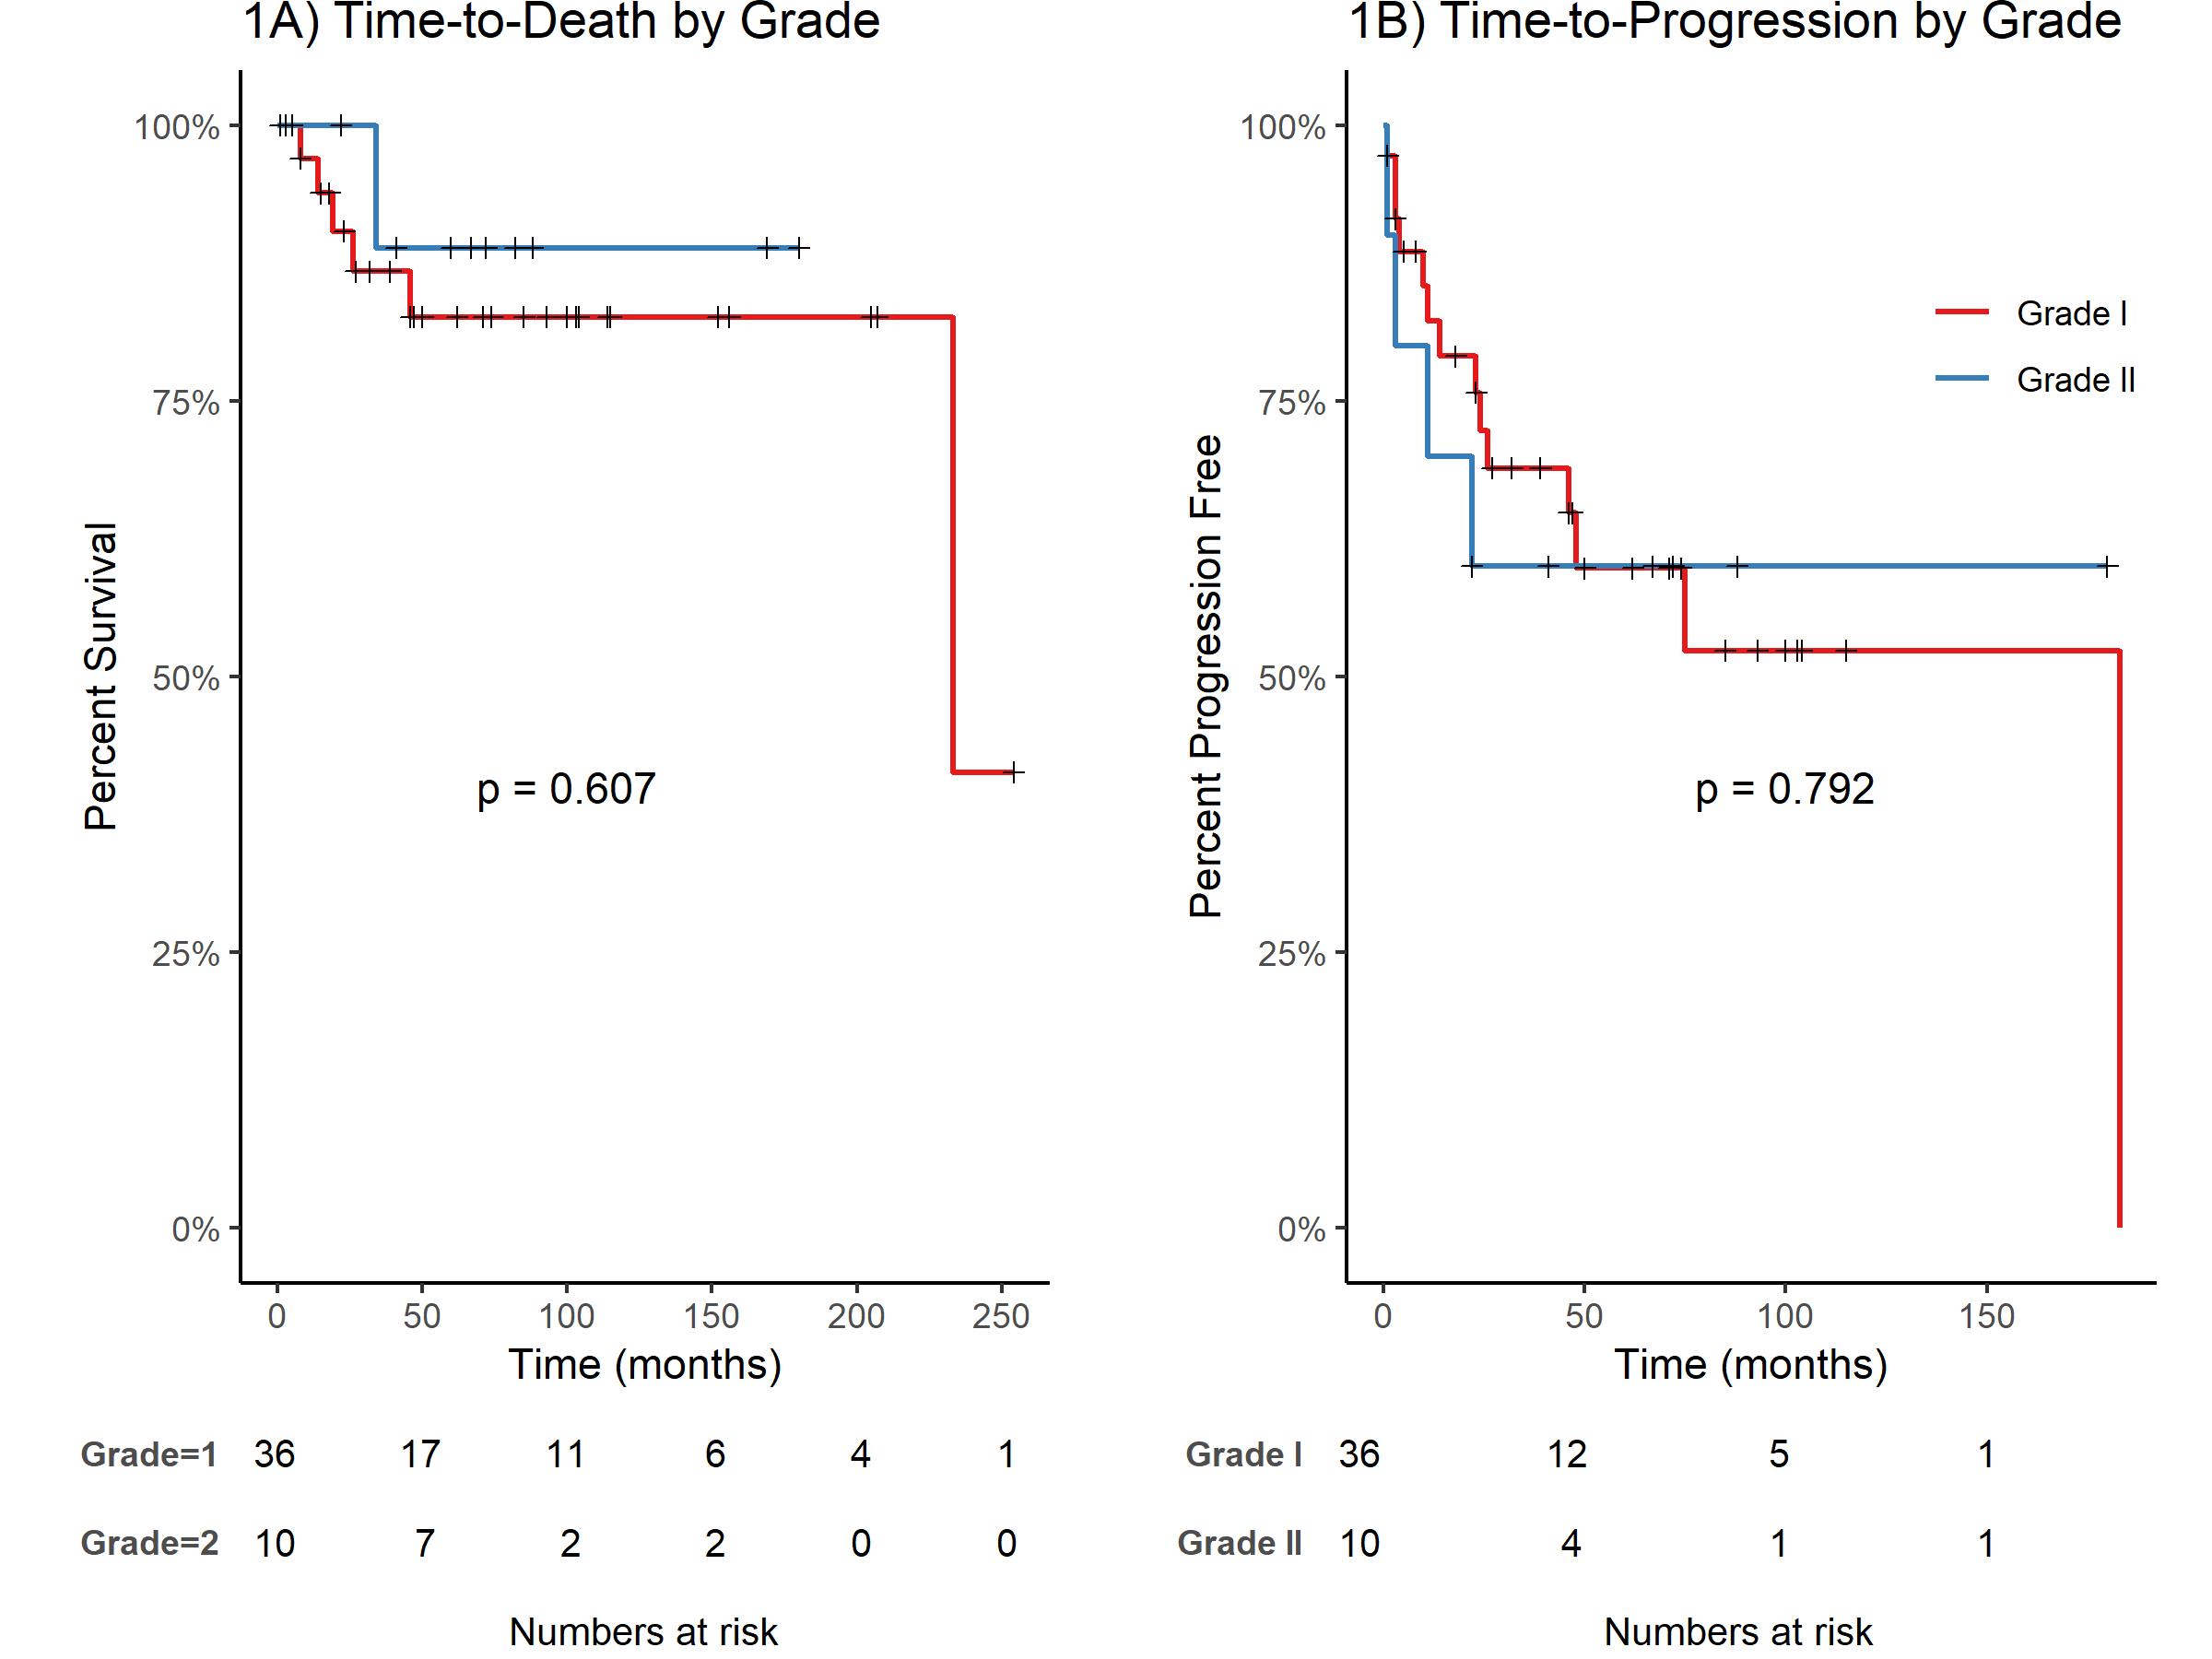 1A) Time-to-Death by Grade
Percent Survival
100%
75%
50%
25%
0%
p = 0.607
0 50 100 150 200 250
Time (months)
Grade=1 36 17 11 6 4 1
Grade=2 10 7 2 2 0 0
Numbers at risk
1B) Time-to-Progression by Grade
Percent Progression Free
100%
75%
50%
25%
0%
Grade I
Grade II
p = 0.792
0 50 100 150
Time (months)
Grade I 36 12 5 1
Grade II 10 4 1 1
Numbers at risk